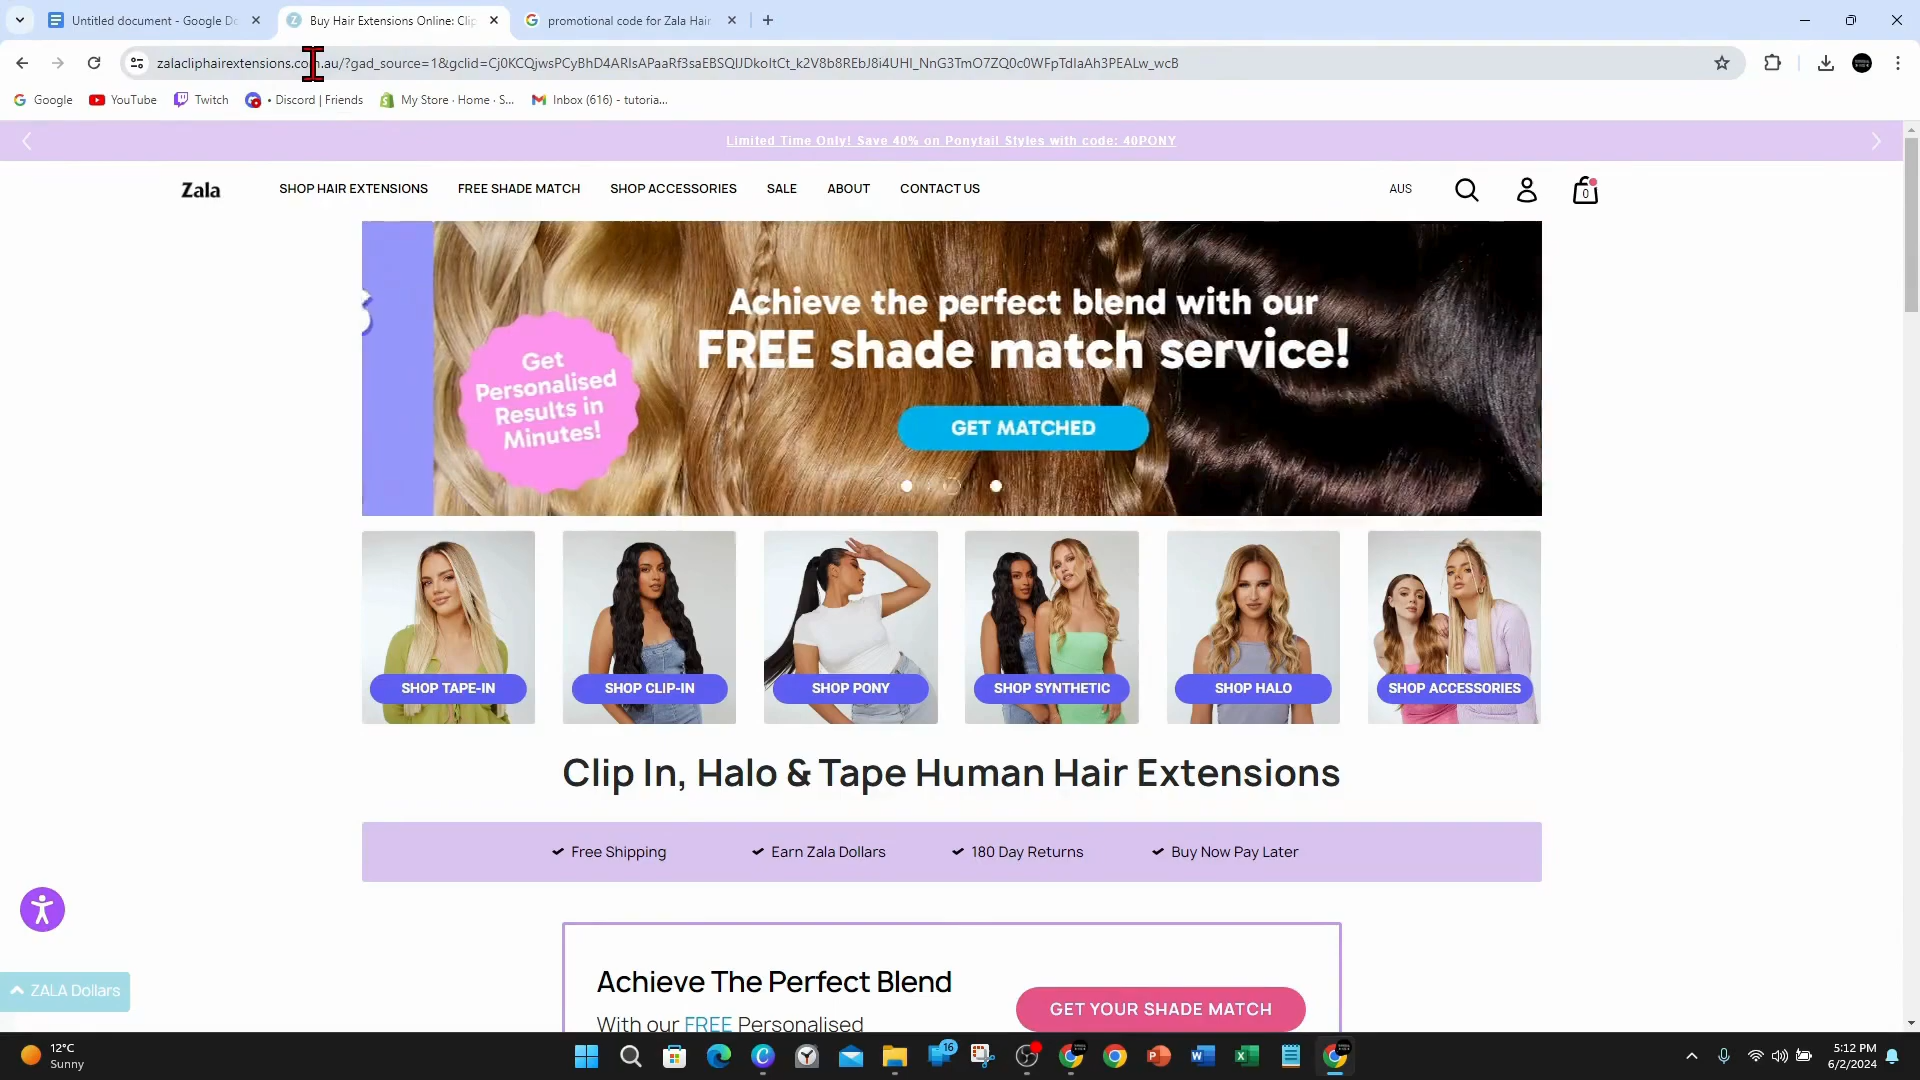 Untitled document - Google Do
Buy Hair Extensions Online: Clip
promotional code for Zala Hair
zalacliphairextensions.com.au/?gad_source=1&gclid=Cj0KCQjwsPCyBhD4ARIsAPaaRf3saEBSQIJDkoItCt_k2V8b8REbJ8i4UHI_NnG3TmO7ZQ0c0WFpTdIaAh3PEALw_wcB
Google
YouTube
Twitch
• Discord | Friends
My Store · Home · S...
Inbox (616) - tutoria...
Limited Time Only! Save 40% on Ponytail Styles with code: 40PONY
Zala
SHOP HAIR EXTENSIONS
FREE SHADE MATCH
SHOP ACCESSORIES
SALE
ABOUT
CONTACT US
AUS
0
Get
Personalised
Results in
Minutes!
Achieve the perfect blend with our
FREE shade match service!
GET MATCHED
SHOP TAPE-IN
SHOP CLIP-IN
SHOP PONY
SHOP SYNTHETIC
SHOP HALO
SHOP ACCESSORIES
Clip In, Halo & Tape Human Hair Extensions
Free Shipping
Earn Zala Dollars
180 Day Returns
Buy Now Pay Later
Achieve The Perfect Blend
With our FREE Personalised
GET YOUR SHADE MATCH
ZALA Dollars
12°C
Sunny
16
5:12 PM
6/2/2024